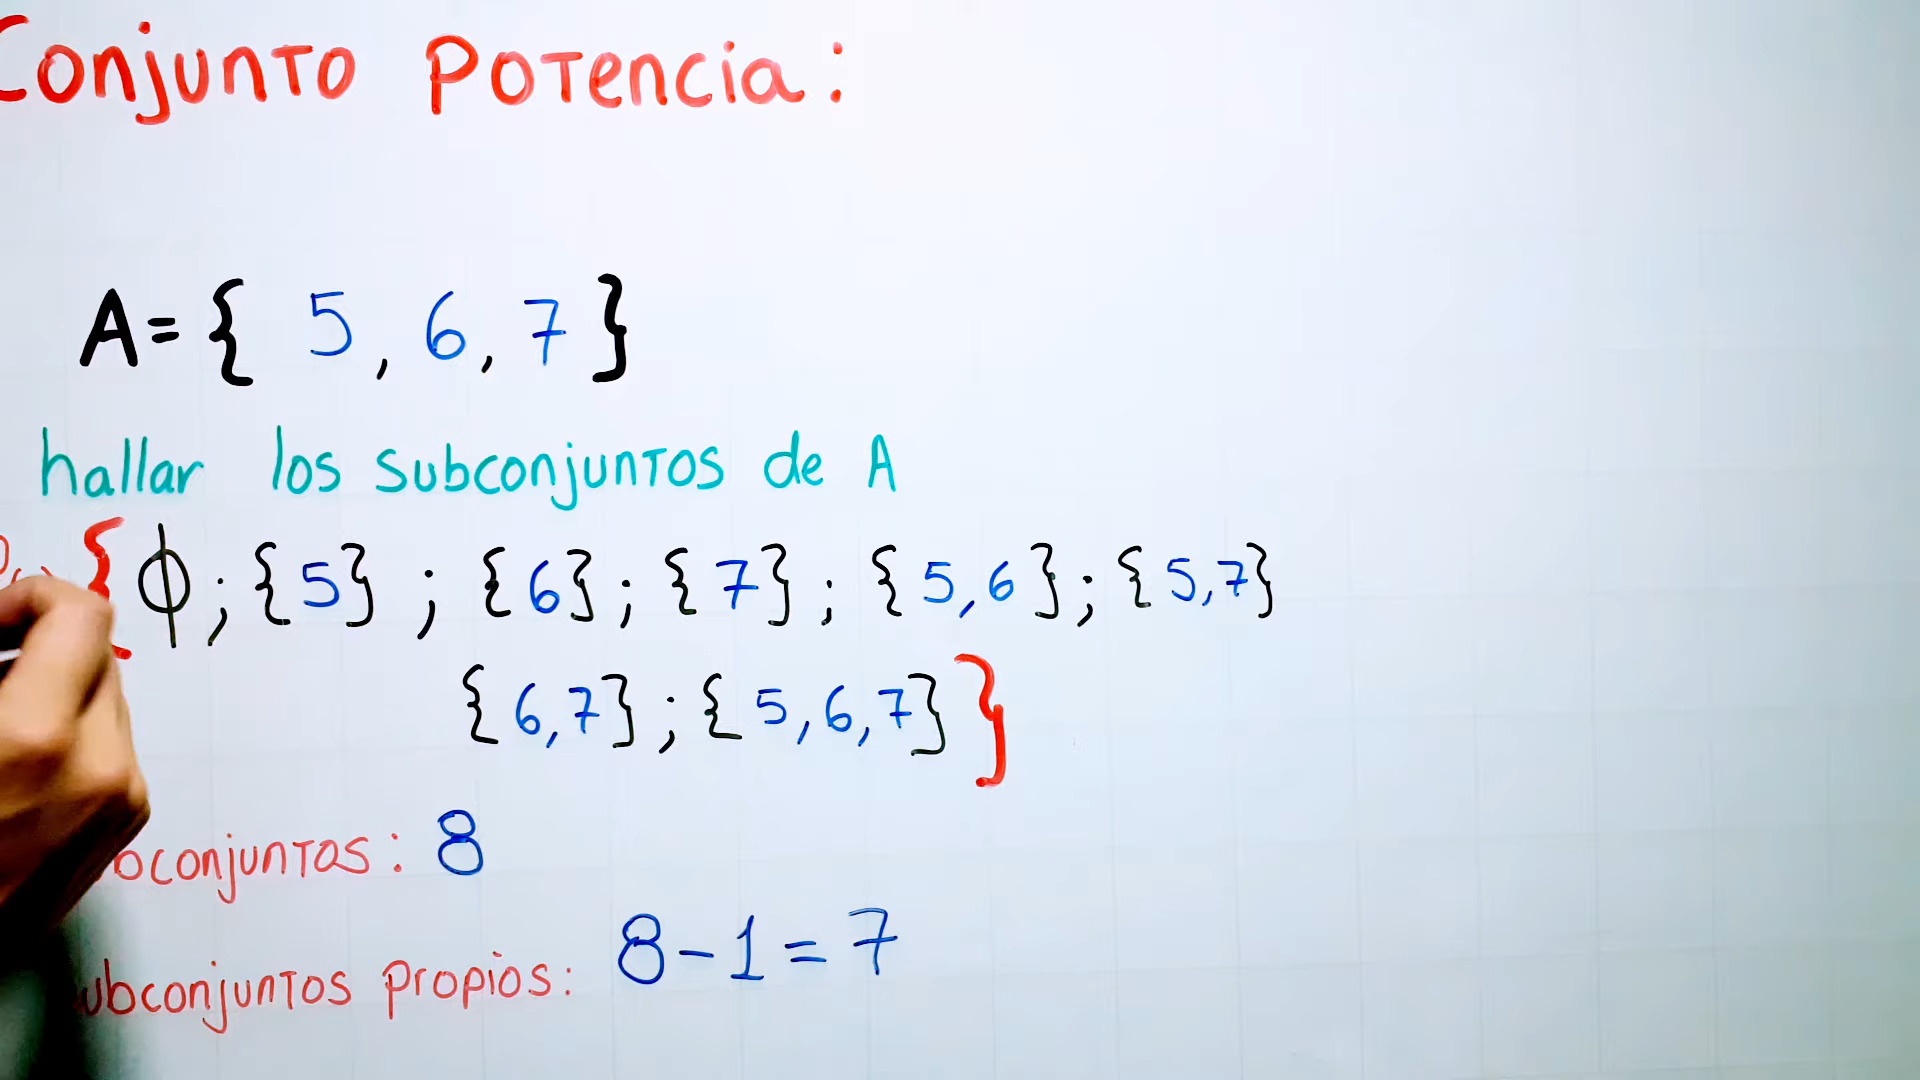 Conjunto Potencia:
A = { 5 , 6 , 7 }
hallar los subconjuntos de A
{ ϕ ; {5} ; {6} ; {7} ; {5,6} ; {5,7}
{6,7} ; {5,6,7} }
bconjuntos: 8
ubconjuntos propios: 8 - 1 = 7